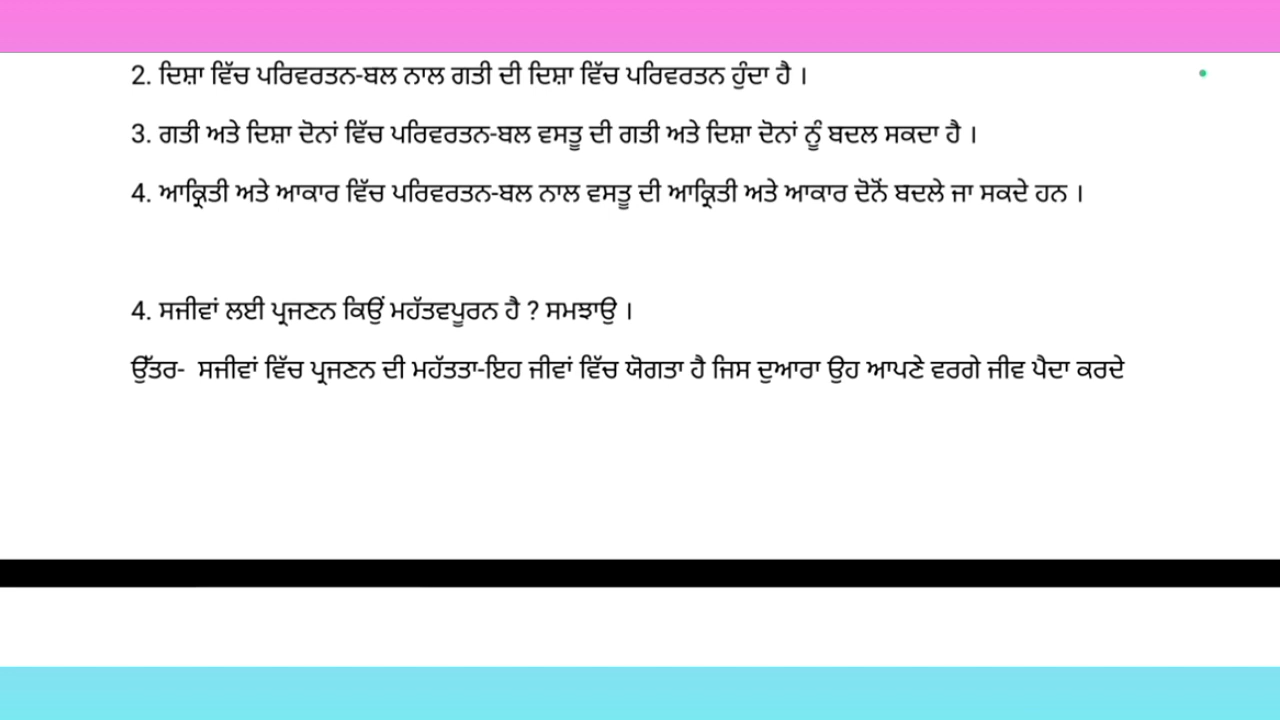 2. ਦਿਸ਼ਾ ਵਿੱਚ ਪਰਿਵਰਤਨ-ਬਲ ਨਾਲ ਗਤੀ ਦੀ ਦਿਸ਼ਾ ਵਿੱਚ ਪਰਿਵਰਤਨ ਹੁੰਦਾ ਹੈ ।
3. ਗਤੀ ਅਤੇ ਦਿਸ਼ਾ ਦੋਨਾਂ ਵਿੱਚ ਪਰਿਵਰਤਨ-ਬਲ ਵਸਤੂ ਦੀ ਗਤੀ ਅਤੇ ਦਿਸ਼ਾ ਦੋਨਾਂ ਨੂੰ ਬਦਲ ਸਕਦਾ ਹੈ ।
4. ਆਕ੍ਰਿਤੀ ਅਤੇ ਆਕਾਰ ਵਿੱਚ ਪਰਿਵਰਤਨ-ਬਲ ਨਾਲ ਵਸਤੂ ਦੀ ਆਕ੍ਰਿਤੀ ਅਤੇ ਆਕਾਰ ਦੋਨੋਂ ਬਦਲੇ ਜਾ ਸਕਦੇ ਹਨ ।
4. ਸਜੀਵਾਂ ਲਈ ਪ੍ਰਜਣਨ ਕਿਉਂ ਮਹੱਤਵਪੂਰਨ ਹੈ ? ਸਮਝਾਉ ।
ਉੱਤਰ- ਸਜੀਵਾਂ ਵਿੱਚ ਪ੍ਰਜਣਨ ਦੀ ਮਹੱਤਤਾ-ਇਹ ਜੀਵਾਂ ਵਿੱਚ ਯੋਗਤਾ ਹੈ ਜਿਸ ਦੁਆਰਾ ਉਹ ਆਪਣੇ ਵਰਗੇ ਜੀਵ ਪੈਦਾ ਕਰਦੇ